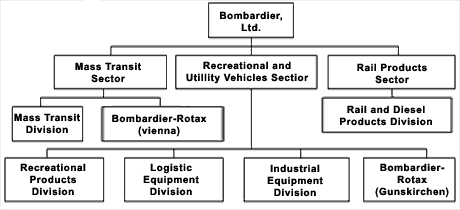 Bombardier,
Ltd.
Mass Transit
Sector
Recreational and
Utillity Vehicles Sectior
Rail Products
Sector
Mass Transit
Division
Bombardier-Rotax
(vienna)
Rail and Diesel
Products Division
Recreational
Products
Division
Logistic
Equipment
Division
Industrial
Equipment
Division
Bombardier-
Rotax
(Gunskirchen)